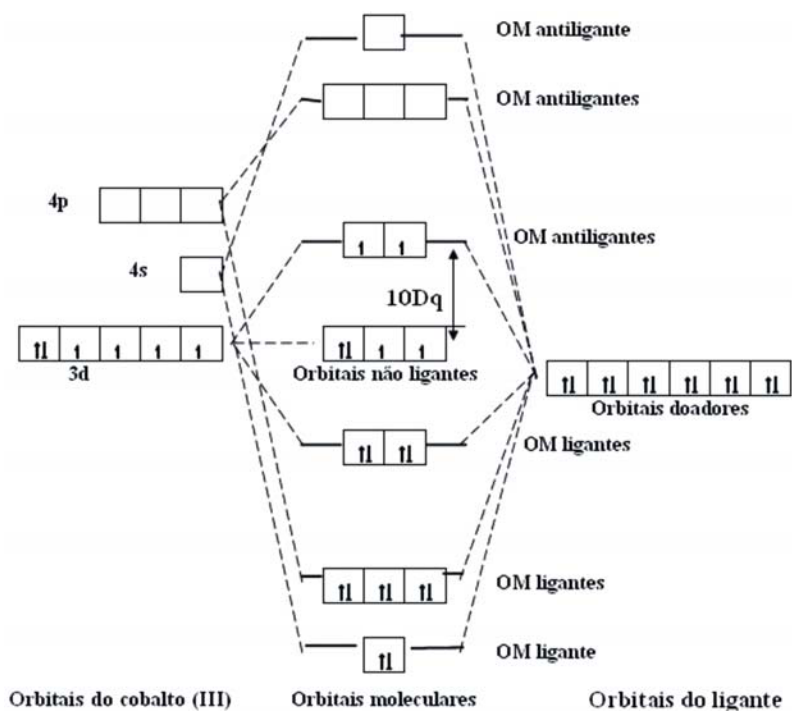 OM antiligante
OM antiligantes
4p
OM antiligantes
4s
10Dq
3d
Orbitais não ligantes
Orbitais doadores
OM ligantes
OM ligantes
OM ligante
Orbitais do cobalto (III)
Orbitais moleculares
Orbitais do ligante